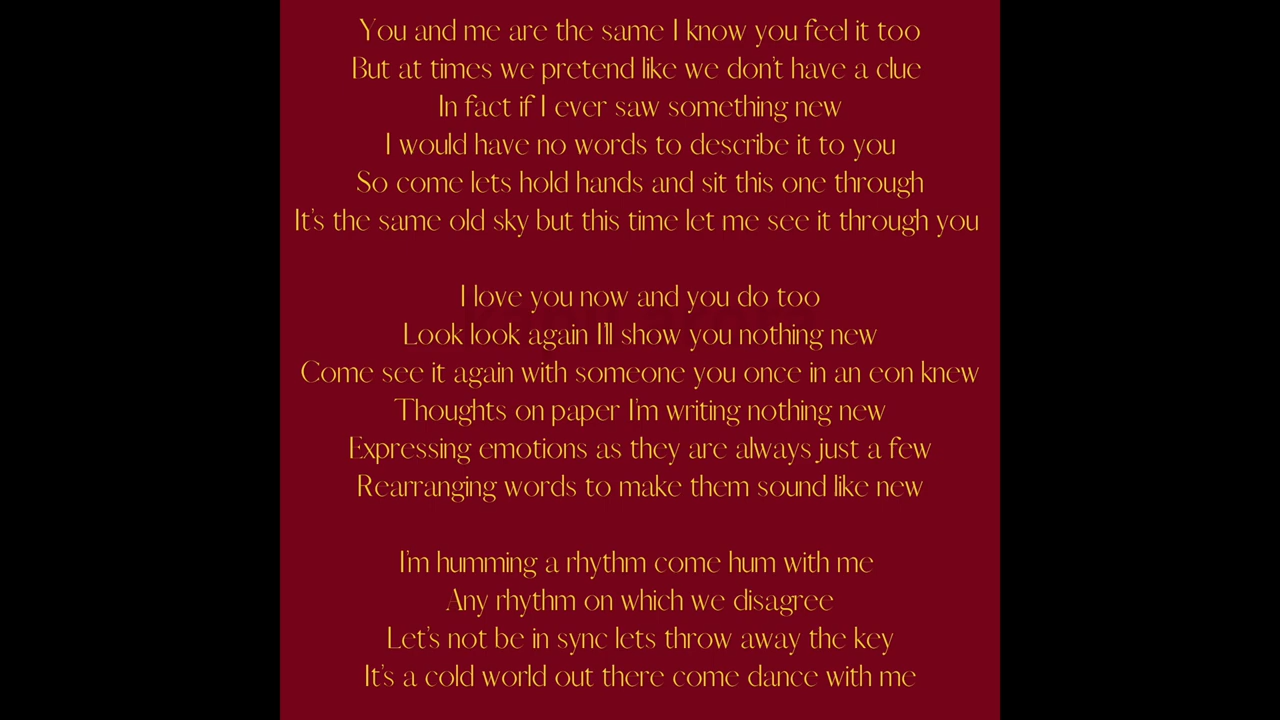 You and me are the same I know you feel it too
But at times we pretend like we don't have a clue
In fact if I ever saw something new
I would have no words to describe it to you
So come lets hold hands and sit this one through
It's the same old sky but this time let me see it through you
I love you now and you do too
Look look again I'll show you nothing new
Come see it again with someone you once in an eon knew
Thoughts on paper I'm writing nothing new
Expressing emotions as they are always just a few
Rearranging words to make them sound like new
I'm humming a rhythm come hum with me
Any rhythm on which we disagree
Let's not be in sync lets throw away the key
It's a cold world out there come dance with me